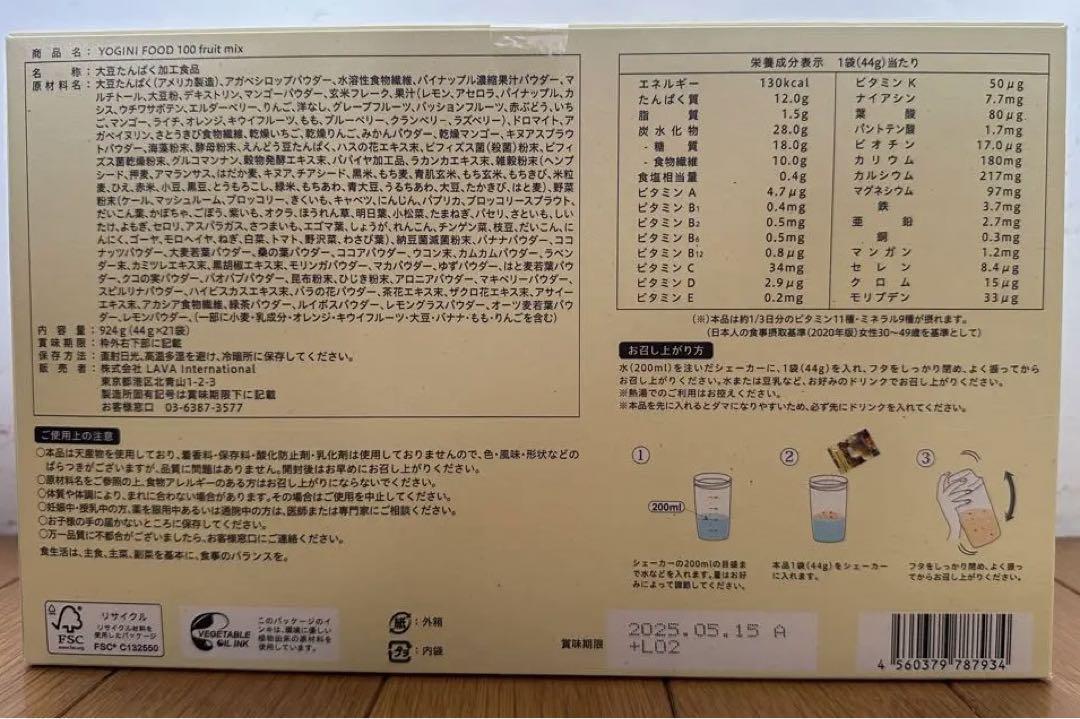 商品名：YOGINI FOOD 100 fruit mix
名称：大豆たんぱく加工食品
原材料名：大豆たんぱく(アメリカ製造)、アガベシロップパウダー、水溶性食物繊維、パイナップル濃縮果汁パウダー、マ
ルチトール、大豆粉、デキストリン、マンゴーパウダー、玄米フレーク、果汁(レモン、アセロラ、パイナップル、カ
シス、ウチワサボテン、エルダーベリー、りんご、洋なし、グレープフルーツ、パッションフルーツ、赤ぶどう、いち
ご、マンゴー、ライチ、オレンジ、キウイフルーツ、もも、ブルーベリー、クランベリー、ラズベリー)、ドロマイト、ア
ガベイヌリン、さとうきび食物繊維、乾燥いちご、乾燥りんご、みかんパウダー、乾燥マンゴー、キヌアスプラウ
トパウダー、海藻粉末、酵母粉末、えんどう豆たんぱく、ハスの花エキス末、ビフィズス菌(殺菌)粉末、ビフィ
ズス菌乾燥粉末、グルコマンナン、穀物発酵エキス末、パパイヤ加工品、ラカンカエキス末、雑穀粉末(ヘンプ
シード、押麦、アマランサス、はだか麦、キヌア、チアシード、黒米、もち麦、青肌玄米、もち玄米、もちきび、米粒
麦、ひえ、赤米、小豆、黒豆、とうもろこし、緑米、もちあわ、青大豆、うるちあわ、大豆、たかきび、はと麦)、野菜
粉末(ケール、マッシュルーム、ブロッコリー、きくいも、キャベツ、にんじん、パプリカ、ブロッコリースプラウト、
だいこん葉、かぼちゃ、ごぼう、紫いも、オクラ、ほうれん草、明日葉、小松菜、たまねぎ、パセリ、さといも、しい
たけ、よもぎ、セロリ、アスパラガス、さつまいも、エゴマ葉、しょうが、れんこん、チンゲン菜、枝豆、だいこん、に
んにく、ゴーヤ、モロヘイヤ、ねぎ、白菜、トマト、野沢菜、わさび葉)、納豆菌滅菌粉末、バナナパウダー、ココ
ナッツパウダー、大麦若葉パウダー、桑の葉パウダー、ココアパウダー、ウコン末、カムカムパウダー、ラベン
ダー末、カミツレエキス末、黒胡椒エキス末、モリンガパウダー、マカパウダー、ゆずパウダー、はと麦若葉パウ
ダー、クコの実パウダー、バオバブパウダー、昆布粉末、ひじき粉末、アロニアパウダー、マキベリーパウダー、
スピルリナパウダー、ハイビスカスエキス末、バラの花パウダー、茶花エキス末、ザクロ花エキス末、アサイー
エキス末、アカシア食物繊維、緑茶パウダー、ルイボスパウダー、レモングラスパウダー、オーツ麦若葉パウ
ダー、レモンパウダー、(一部に小麦・乳成分・オレンジ・キウイフルーツ・大豆・バナナ・もも・りんごを含む)
内容量：924g(44g×21袋)
賞味期限：枠外右下部に記載
保存方法：直射日光、高温多湿を避け、冷暗所に保存してください。
販売者：株式会社 LAVA International
東京都港区北青山1-2-3
製造所固有記号は賞味期限下に記載
お客様窓口 03-6387-3577
ご使用上の注意
○本品は天産物を使用しており、着香料・保存料・酸化防止剤・乳化剤は使用しておりませんので、色・風味・形状などの
ばらつきがございますが、品質に問題はありません。開封後はお早めにお召し上がりください。
○原材料名をご参照の上、食物アレルギーのある方はお召し上がりにならないでください。
○体質や体調により、まれに合わない場合があります。その場合はご使用を中止してください。
○妊娠中・授乳中の方、薬を服用中あるいは通院中の方は、医師または専門家にご相談ください。
○お子様の手の届かないところに保存してください。
○万一品質に不都合がございましたら、お客様窓口にご連絡ください。
食生活は、主食、主菜、副菜を基本に、食事のバランスを。
FSC
www.fsc.org
リサイクル
リサイクル材料を
使用したパッケージ
FSC® C132550
VEGETABLE
OIL INK
このパッケージのイ
ンキは、環境に優しい
植物由来の原材料を
使用しています。
紙：外箱
プラ：内袋
栄養成分表示 1袋(44g)当たり
エネルギー 130kcal ビタミンK 50μg
たんぱく質 12.0g ナイアシン 7.7mg
脂質 1.5g 葉酸 80μg
炭水化物 28.0g パントテン酸 1.7mg
- 糖質 18.0g ビオチン 17.0μg
- 食物繊維 10.0g カリウム 180mg
食塩相当量 0.4g カルシウム 217mg
ビタミンA 4.7μg マグネシウム 97mg
ビタミンB1 0.4mg 鉄 3.7mg
ビタミンB2 0.5mg 亜鉛 2.7mg
ビタミンB6 0.5mg 銅 0.3mg
ビタミンB12 0.8μg マンガン 1.2mg
ビタミンC 34mg セレン 8.4μg
ビタミンD 2.9μg クロム 15μg
ビタミンE 0.2mg モリブデン 33μg
(※)本品は約1/3日分のビタミン11種・ミネラル9種が摂れます。
(日本人の食事摂取基準(2020年版)女性30～49歳を基準として)
お召し上がり方
水(200ml)を注いだシェーカーに、1袋(44g)を入れ、フタをしっかり閉め、よく振ってから
お召し上がりください。水または豆乳など、お好みのドリンクでお召し上がりください。
※熱湯でのご利用はお控えください。
※本品を先に入れるとダマになりやすいため、必ず先にドリンクを入れてください。
① ② ③
200ml
シェーカーの200mlの目盛ま
で水などを入れます。量はお好
みによって調節してください。
本品1袋(44g)をシェーカー
に入れます。
フタをしっかり閉め、よく振っ
てからお召し上がりください。
賞味期限
2025.05.15 A
+L02
4 560379 787934